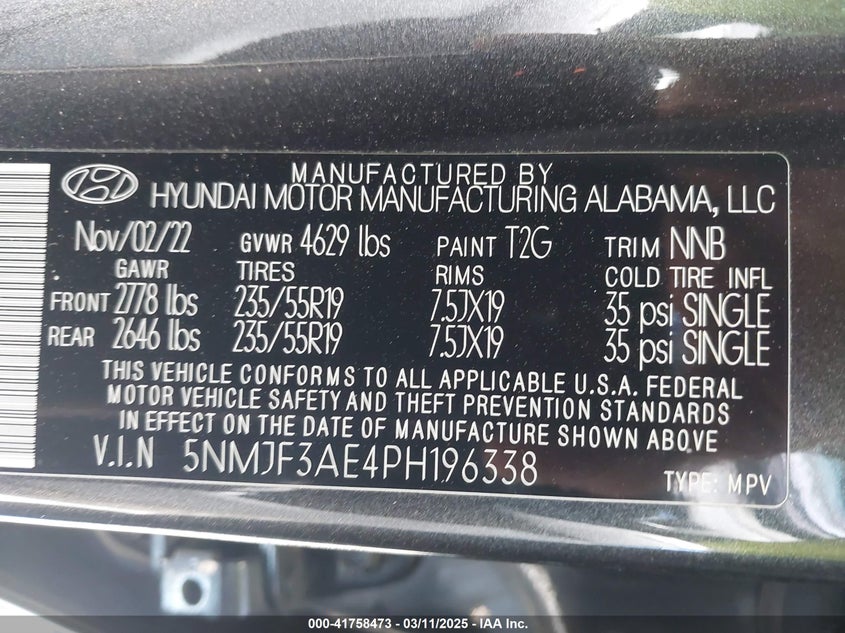 MANUFACTURED BY
HYUNDAI MOTOR MANUFACTURING ALABAMA, LLC
Nov/02/22 GVWR 4629 lbs PAINT T2G TRIM NNB
GAWR TIRES RIMS COLD TIRE INFL
FRONT 2778 lbs 235/55R19 7.5JX19 35 psi SINGLE
REAR 2646 lbs 235/55R19 7.5JX19 35 psi SINGLE
THIS VEHICLE CONFORMS TO ALL APPLICABLE U.S.A. FEDERAL
MOTOR VEHICLE SAFETY AND THEFT PREVENTION STANDARDS
IN EFFECT ON THE DATE OF MANUFACTURE SHOWN ABOVE
V.I.N 5NMJF3AE4PH196338 TYPE: MPV
000-41758473 - 03/11/2025 - IAA Inc.